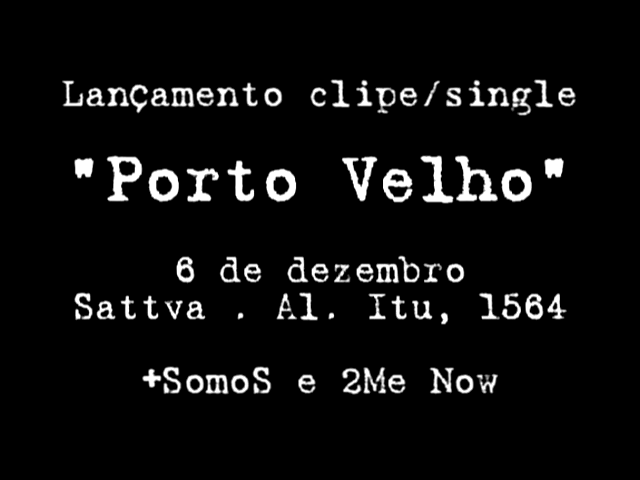 Lançamento clipe/single
"Porto Velho"
6 de dezembro
Sattva . Al. Itu, 1564
+SomoS e 2Me Now